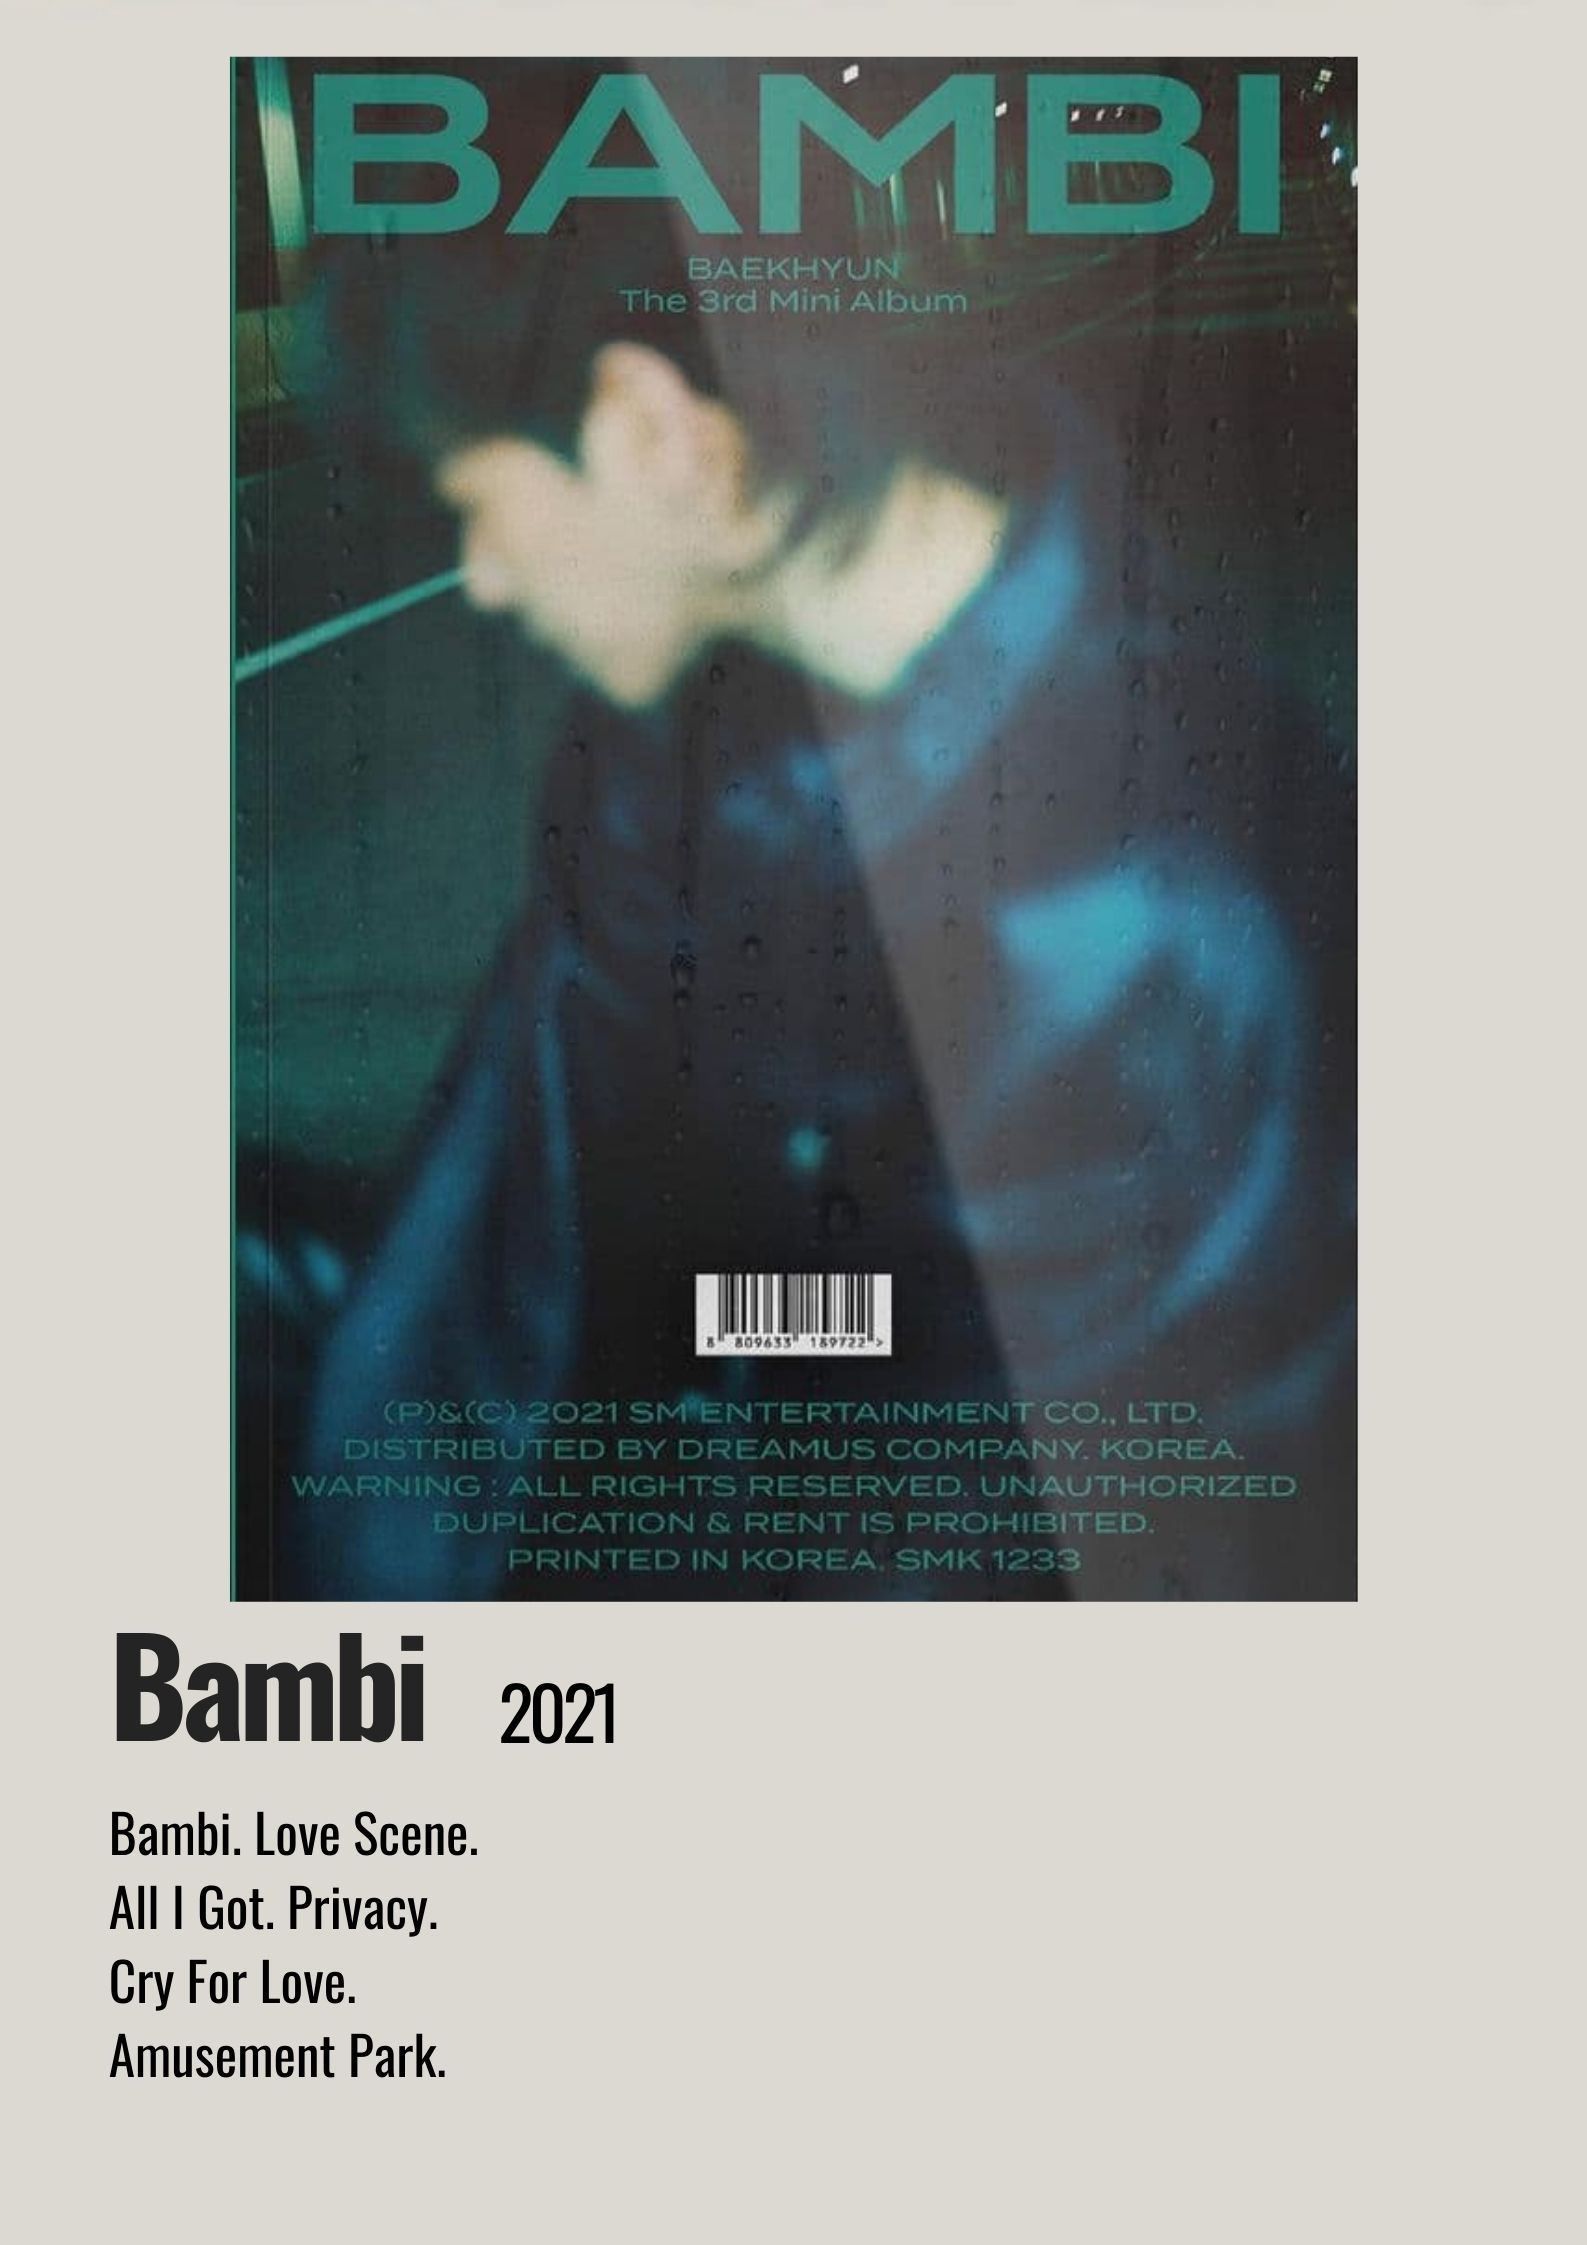 BAMBI
BAEKHYUN
The 3rd Mini Album
8 809633 189722 >
(P)&(C) 2021 SM ENTERTAINMENT CO., LTD.
DISTRIBUTED BY DREAMUS COMPANY. KOREA.
WARNING : ALL RIGHTS RESERVED. UNAUTHORIZED
DUPLICATION & RENT IS PROHIBITED.
PRINTED IN KOREA. SMK 1233
Bambi 2021
Bambi. Love Scene.
All I Got. Privacy.
Cry For Love.
Amusement Park.